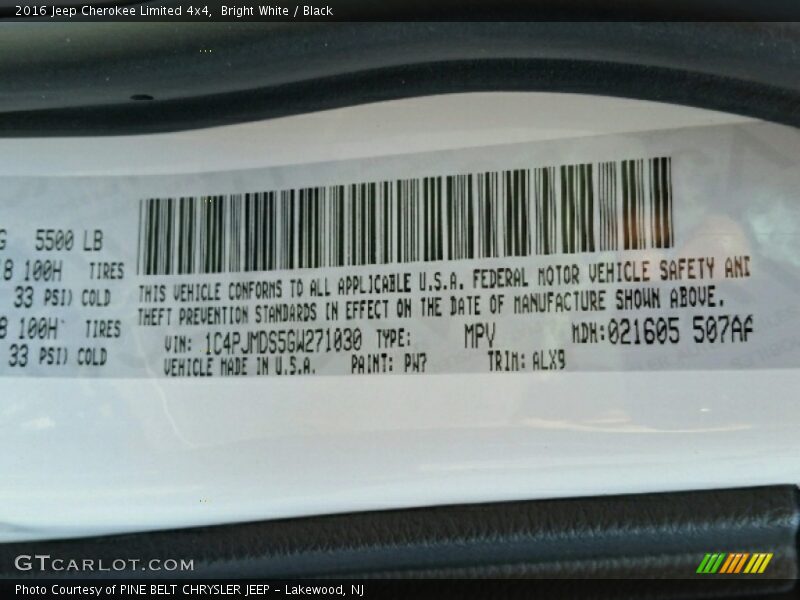 2016 Jeep Cherokee Limited 4x4, Bright White / Black
G 5500 LB
8 100H TIRES
33 PSI) COLD
8 100H TIRES
33 PSI) COLD
THIS VEHICLE CONFORMS TO ALL APPLICABLE U.S.A. FEDERAL MOTOR VEHICLE SAFETY AND
THEFT PREVENTION STANDARDS IN EFFECT ON THE DATE OF MANUFACTURE SHOWN ABOVE.
VIN: 1C4PJMDS5GW271030 TYPE: MPV MDH:021605 507AF
VEHICLE MADE IN U.S.A. PAINT: PW7 TRIM: ALX9
GTCARLOT.COM
Photo Courtesy of PINE BELT CHRYSLER JEEP – Lakewood, NJ